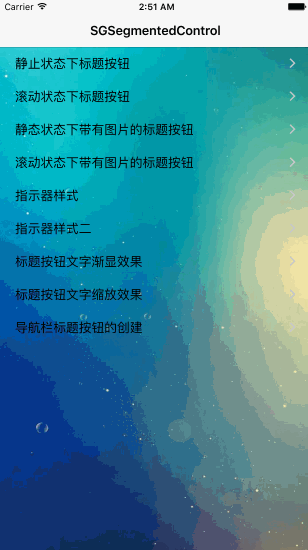 Carrier 2:51 AM
SGSegmentedControl
静止状态下标题按钮
滚动状态下标题按钮
静态状态下带有图片的标题按钮
滚动状态下带有图片的标题按钮
指示器样式
指示器样式二
标题按钮文字渐显效果
标题按钮文字缩放效果
导航栏标题按钮的创建